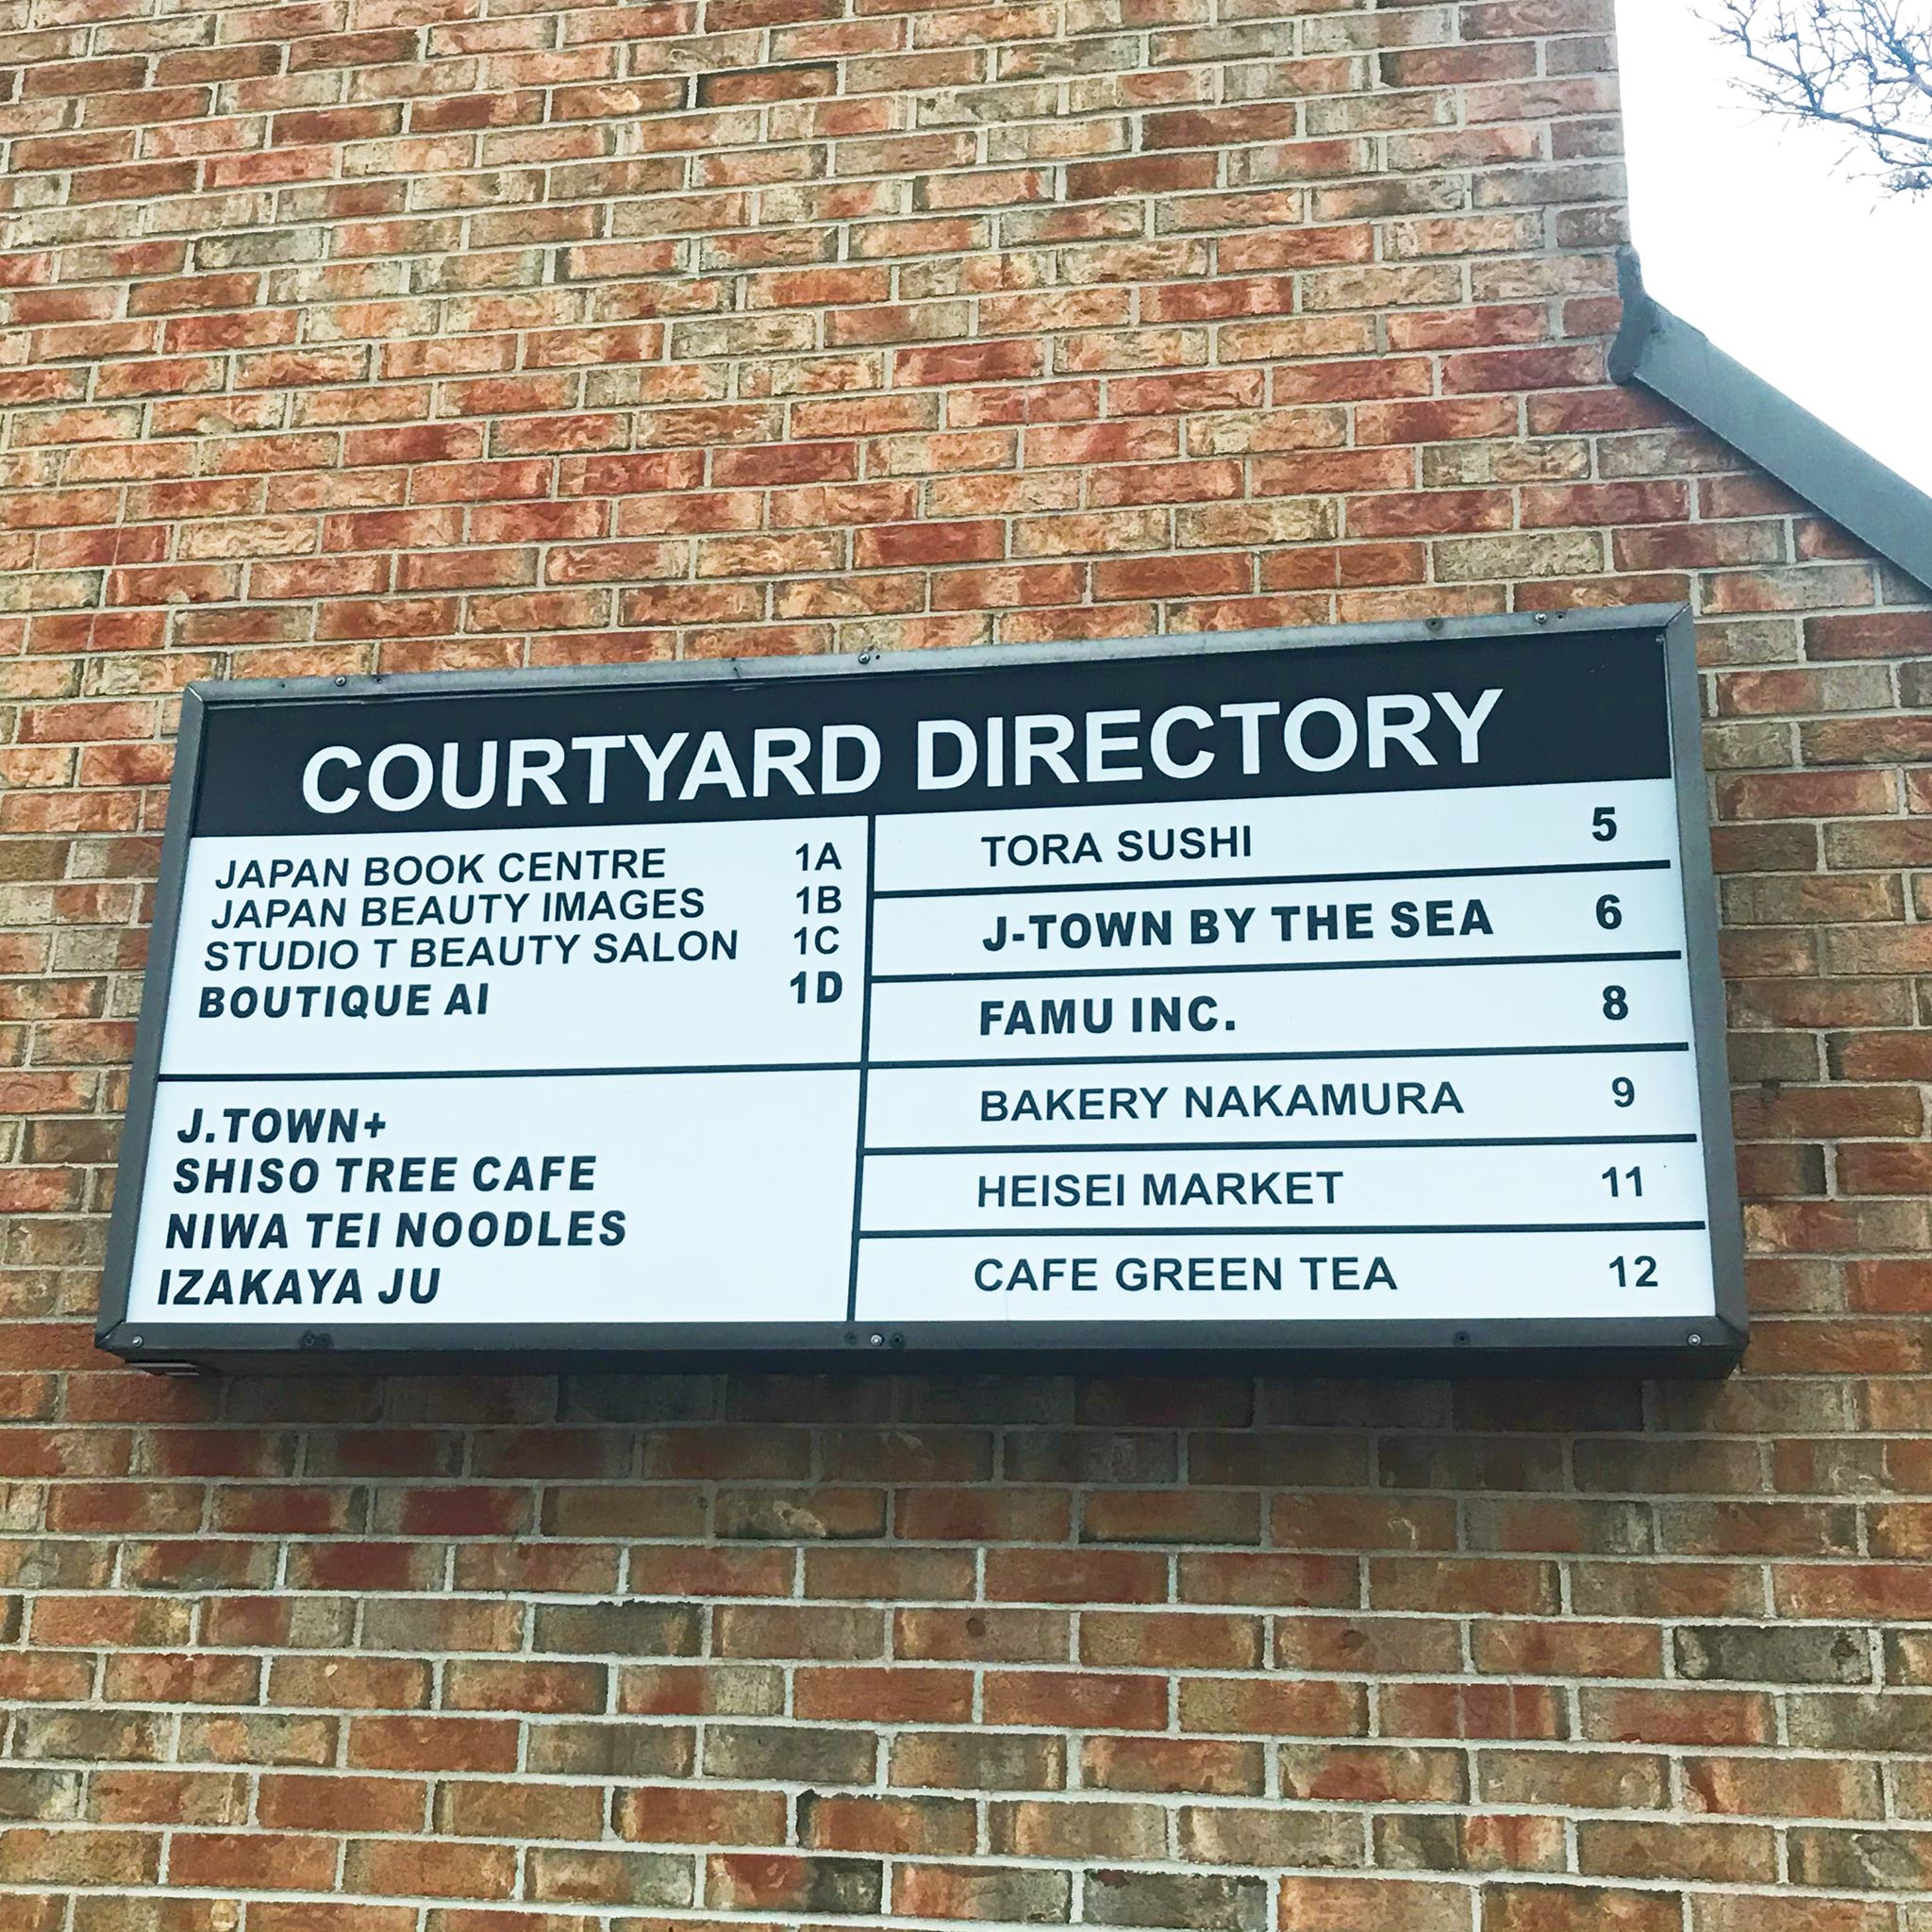 COURTYARD DIRECTORY
JAPAN BOOK CENTRE 1A
JAPAN BEAUTY IMAGES 1B
STUDIO T BEAUTY SALON 1C
BOUTIQUE AI 1D
J.TOWN+
SHISO TREE CAFE
NIWA TEI NOODLES
IZAKAYA JU
TORA SUSHI 5
J-TOWN BY THE SEA 6
FAMU INC. 8
BAKERY NAKAMURA 9
HEISEI MARKET 11
CAFE GREEN TEA 12